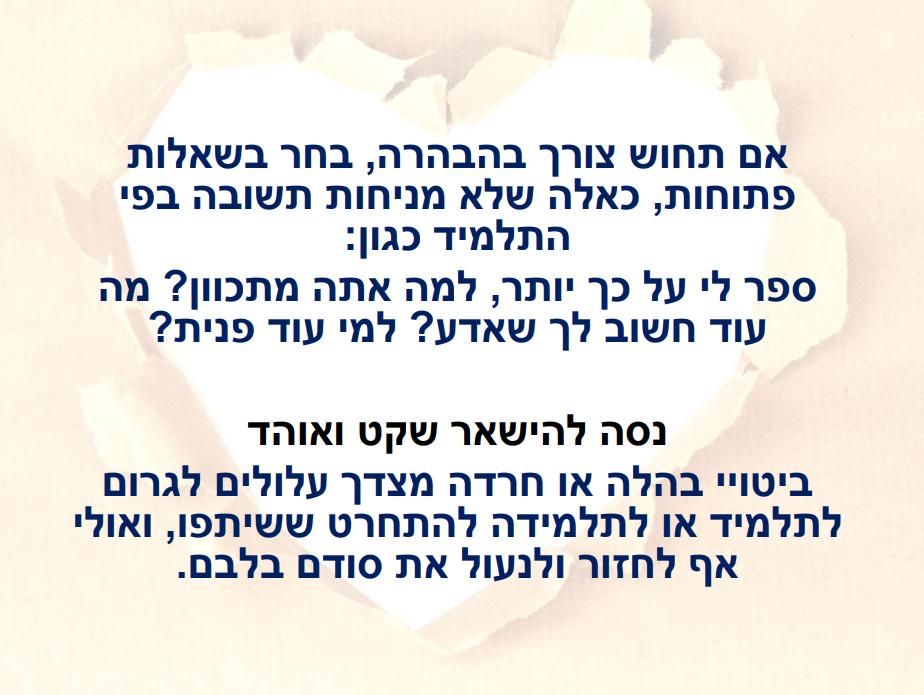 אם תחוש צורך בהבהרה, בחר בשאלות
פתוחות, כאלה שלא מניחות תשובה בפי
התלמיד כגון:
ספר לי על כך יותר, למה אתה מתכוון? מה
עוד חשוב לך שאדע? למי עוד פנית?
נסה להישאר שקט ואוהד
ביטויי בהלה או חרדה מצדך עלולים לגרום
לתלמיד או לתלמידה להתחרט ששיתפו, ואולי
אף לחזור ולנעול את סודם בלבם.